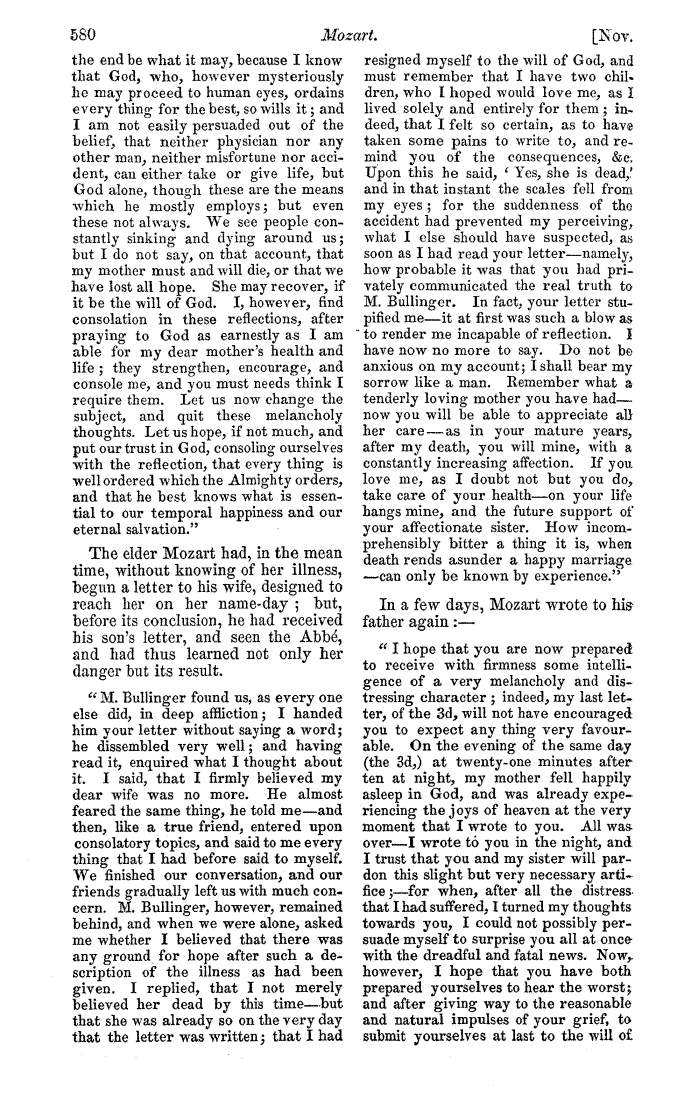 580 Mozart. [Nov.
the end be what it may, because I know
that God, who, however mysteriously
he may proceed to human eyes, ordains
every thing for the best, so wills it; and
I am not easily persuaded out of the
belief, that neither physician nor any
other man, neither misfortune nor acci-
dent, can either take or give life, but
God alone, though these are the means
which he mostly employs; but even
these not always. We see people con-
stantly sinking and dying around us;
but I do not say, on that account, that
my mother must and will die, or that we
have lost all hope. She may recover, if
it be the will of God. I, however, find
consolation in these reflections, after
praying to God as earnestly as I am
able for my dear mother's health and
life; they strengthen, encourage, and
console me, and you must needs think I
require them. Let us now change the
subject, and quit these melancholy
thoughts. Let us hope, if not much, and
put our trust in God, consoling ourselves
with the reflection, that every thing is
well ordered which the Almighty orders,
and that he best knows what is essen-
tial to our temporal happiness and our
eternal salvation."
The elder Mozart had, in the mean
time, without knowing of her illness,
begun a letter to his wife, designed to
reach her on her name-day; but,
before its conclusion, he had received
his son's letter, and seen the Abbé,
and had thus learned not only her
danger but its result.
"M. Bullinger found us, as every one
else did, in deep affliction; I handed
him your letter without saying a word;
he dissembled very well; and having
read it, enquired what I thought about
it. I said, that I firmly believed my
dear wife was no more. He almost
feared the same thing, he told me—and
then, like a true friend, entered upon
consolatory topics, and said to me every
thing that I had before said to myself.
We finished our conversation, and our
friends gradually left us with much con-
cern. M. Bullinger, however, remained
behind, and when we were alone, asked
me whether I believed that there was
any ground for hope after such a de-
scription of the illness as had been
given. I replied, that I not merely
believed her dead by this time—but
that she was already so on the very day
that the letter was written; that I had
resigned myself to the will of God, and
must remember that I have two chil-
dren, who I hoped would love me, as I
lived solely and entirely for them; in-
deed, that I felt so certain, as to have
taken some pains to write to, and re-
mind you of the consequences, &c.
Upon this he said, 'Yes, she is dead,'
and in that instant the scales fell from
my eyes; for the suddenness of the
accident had prevented my perceiving,
what I else should have suspected, as
soon as I had read your letter—namely,
how probable it was that you had pri-
vately communicated the real truth to
M. Bullinger. In fact, your letter stu-
pified me—it at first was such a blow as
to render me incapable of reflection. I
have now no more to say. Do not be
anxious on my account; I shall bear my
sorrow like a man. Remember what a
tenderly loving mother you have had—
now you will be able to appreciate all
her care—as in your mature years,
after my death, you will mine, with a
constantly increasing affection. If you
love me, as I doubt not but you do,
take care of your health—on your life
hangs mine, and the future support of
your affectionate sister. How incom-
prehensibly bitter a thing it is, when
death rends asunder a happy marriage
—can only be known by experience."
In a few days, Mozart wrote to his
father again:—
"I hope that you are now prepared
to receive with firmness some intelli-
gence of a very melancholy and dis-
tressing character; indeed, my last let-
ter, of the 3d, will not have encouraged
you to expect any thing very favour-
able. On the evening of the same day
(the 3d,) at twenty-one minutes after
ten at night, my mother fell happily
asleep in God, and was already expe-
riencing the joys of heaven at the very
moment that I wrote to you. All was
over—I wrote to you in the night, and
I trust that you and my sister will par-
don this slight but very necessary arti-
fice;—for when, after all the distress
that I had suffered, I turned my thoughts
towards you, I could not possibly per-
suade myself to surprise you all at once
with the dreadful and fatal news. Now,
however, I hope that you have both
prepared yourselves to hear the worst;
and after giving way to the reasonable
and natural impulses of your grief, to
submit yourselves at last to the will of